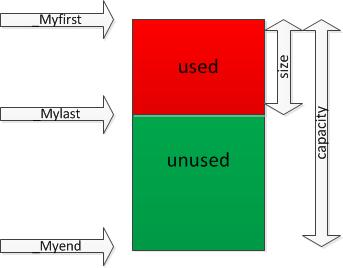 _Myfirst
used
size
_Mylast
capacity
unused
_Myend